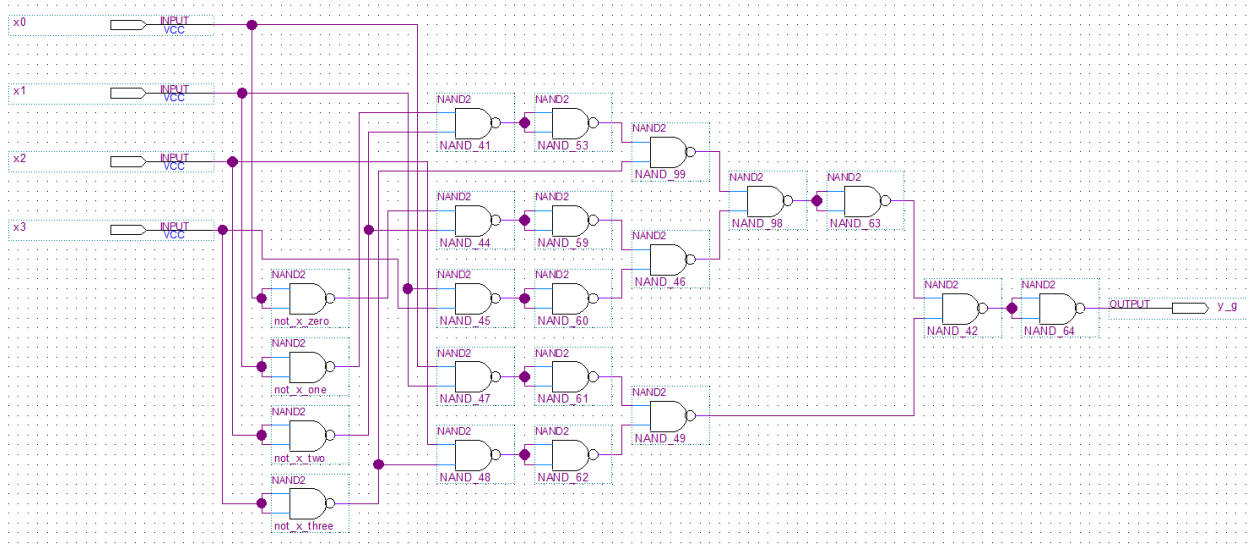 x0 INPUT
VCC
x1 INPUT
VCC
x2 INPUT
VCC
x3 INPUT
VCC
NAND2 NAND2
NAND_41 NAND_53
NAND2
NAND_99
NAND2 NAND2
NAND_98 NAND_63
NAND2 NAND2
NAND_44 NAND_59
NAND2
NAND_46
NAND2
not_x_zero
NAND2 NAND2
NAND_45 NAND_60
NAND2 NAND2
NAND_42 NAND_64
OUTPUT y_g
NAND2
not_x_one
NAND2 NAND2
NAND_47 NAND_61
NAND2
NAND_49
NAND2
not_x_two
NAND2 NAND2
NAND_48 NAND_62
NAND2
not_x_three